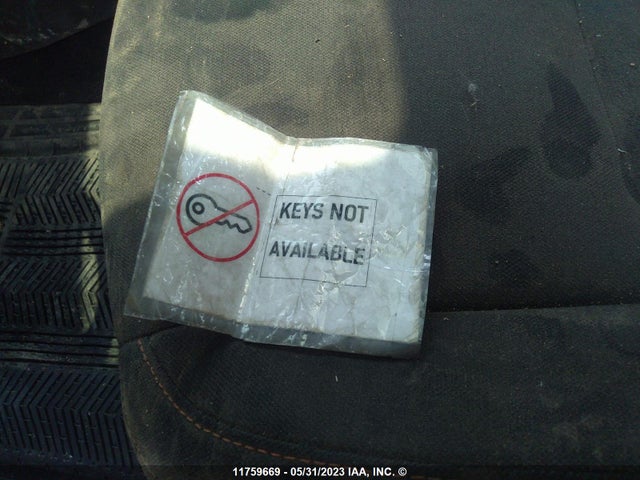 KEYS NOT
AVAILABLE
11759669 - 05/31/2023 IAA, INC. ©